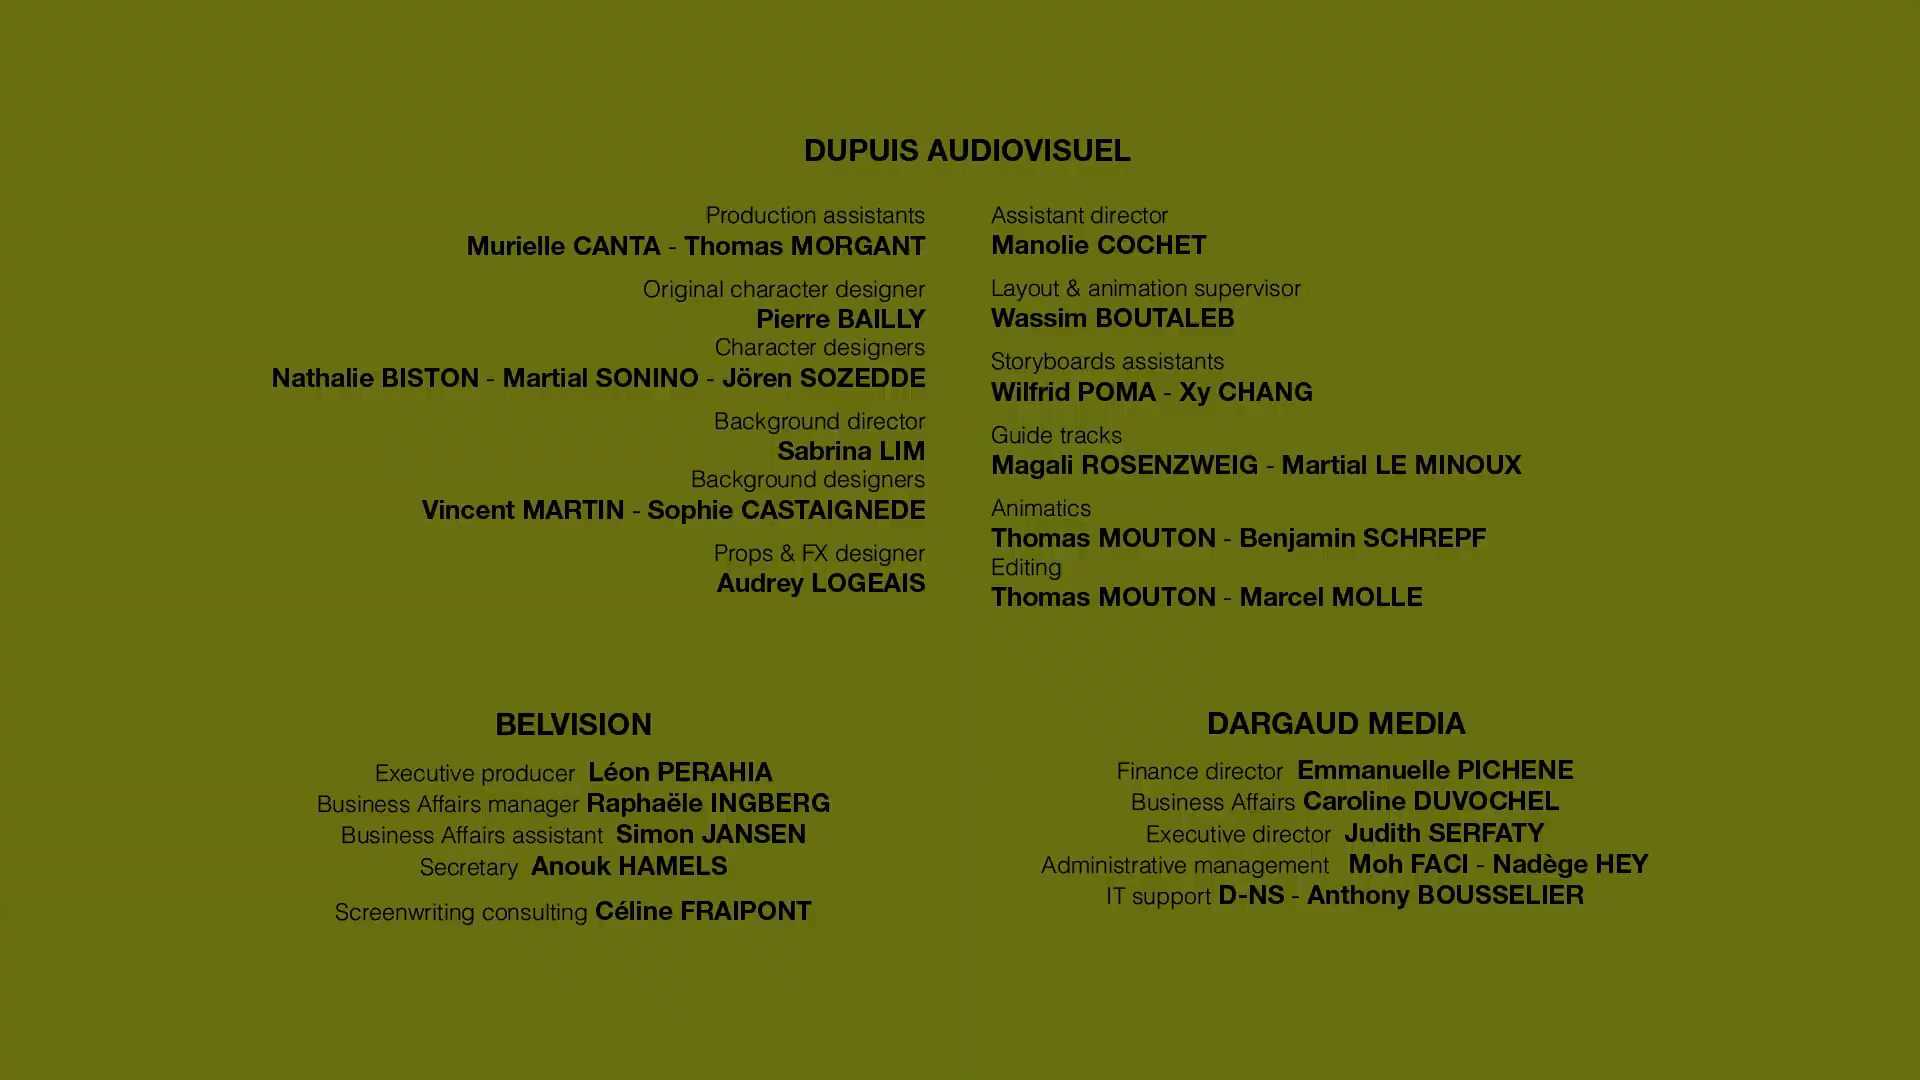 DUPUIS AUDIOVISUEL
Production assistants
Murielle CANTA - Thomas MORGANT
Original character designer
Pierre BAILLY
Character designers
Nathalie BISTON - Martial SONINO - Jören SOZEDDE
Background director
Sabrina LIM
Background designers
Vincent MARTIN - Sophie CASTAIGNEDE
Props & FX designer
Audrey LOGEAIS
Assistant director
Manolie COCHET
Layout & animation supervisor
Wassim BOUTALEB
Storyboards assistants
Wilfrid POMA - Xy CHANG
Guide tracks
Magali ROSENZWEIG - Martial LE MINOUX
Animatics
Thomas MOUTON - Benjamin SCHREPF
Editing
Thomas MOUTON - Marcel MOLLE
BELVISION
Executive producer Léon PERAHIA
Business Affairs manager Raphaële INGBERG
Business Affairs assistant Simon JANSEN
Secretary Anouk HAMELS
Screenwriting consulting Céline FRAIPONT
DARGAUD MEDIA
Finance director Emmanuelle PICHENE
Business Affairs Caroline DUVOCHEL
Executive director Judith SERFATY
Administrative management Moh FACI - Nadège HEY
IT support D-NS - Anthony BOUSSELIER